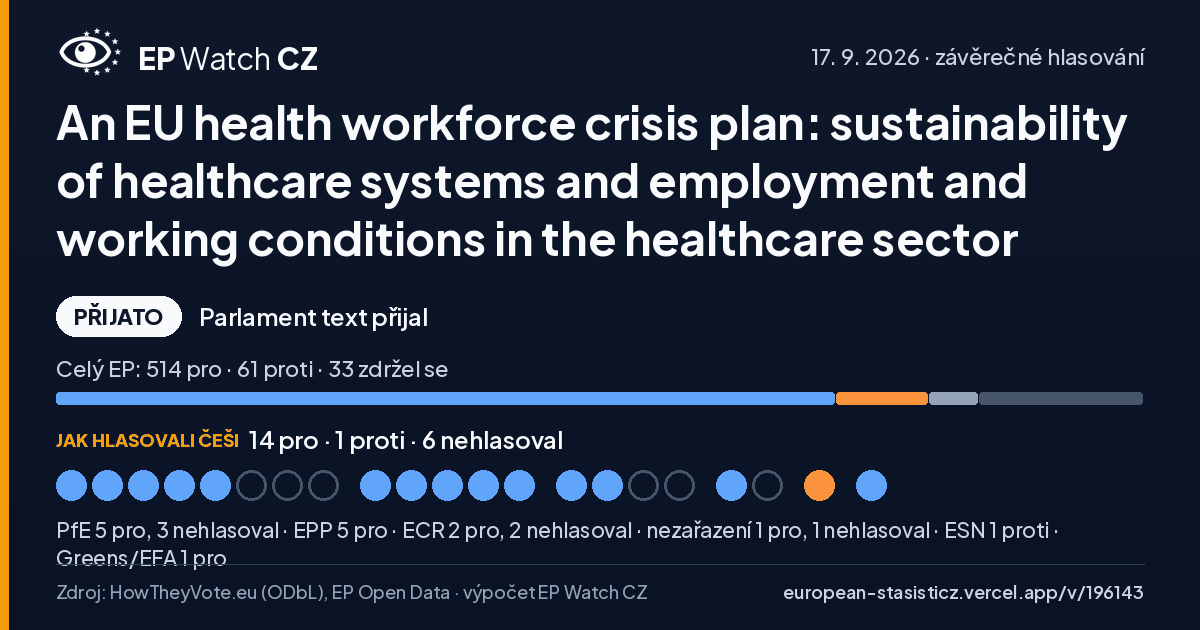 EP Watch CZ
17. 9. 2026 · závěrečné hlasování
An EU health workforce crisis plan: sustainability
of healthcare systems and employment and
working conditions in the healthcare sector
PŘIJATO Parlament text přijal
Celý EP: 514 pro · 61 proti · 33 zdržel se
JAK HLASOVALI ČEŠI 14 pro · 1 proti · 6 nehlasoval
PfE 5 pro, 3 nehlasoval · EPP 5 pro · ECR 2 pro, 2 nehlasoval · nezařazení 1 pro, 1 nehlasoval · ESN 1 proti ·
Greens/EFA 1 pro
Zdroj: HowTheyVote.eu (ODbL), EP Open Data · výpočet EP Watch CZ
european-stasisticz.vercel.app/v/196143